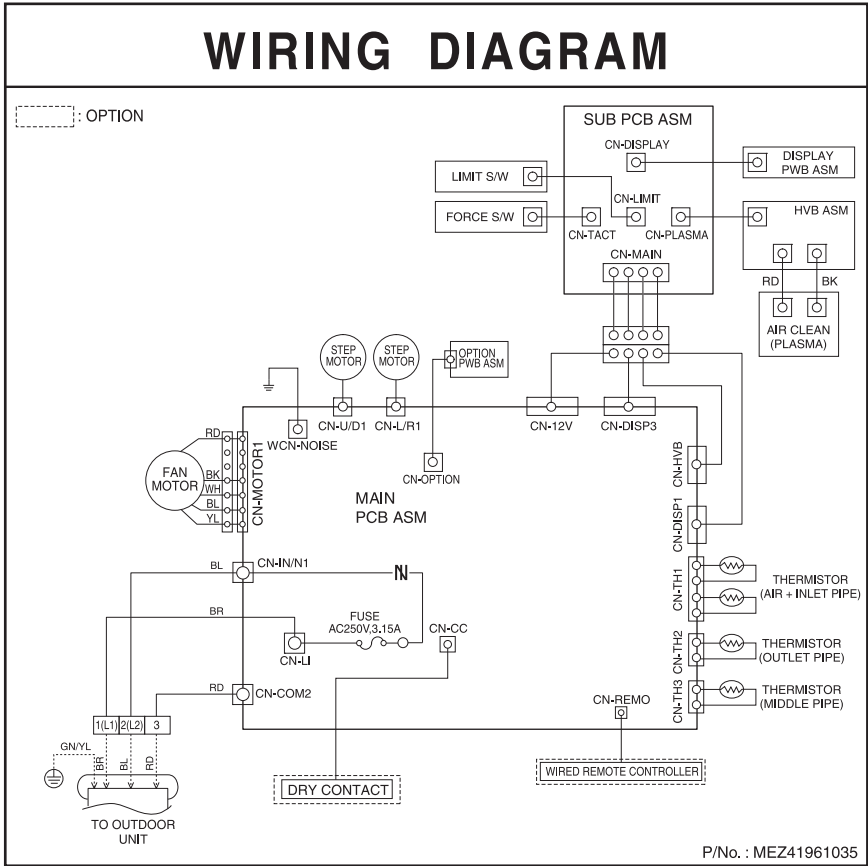 WIRING DIAGRAM
: OPTION
SUB PCB ASM
CN-DISPLAY
DISPLAY
PWB ASM
LIMIT S/W
CN-LIMIT
FORCE S/W
CN-TACT
CN-PLASMA
HVB ASM
CN-MAIN
RD
BK
AIR CLEAN
(PLASMA)
STEP
MOTOR
STEP
MOTOR
OPTION
PWB ASM
WCN-NOISE
CN-U/D1
CN-L/R1
CN-12V
CN-DISP3
CN-OPTION
CN-HVB
CN-DISP1
FAN
MOTOR
RD
BK
WH
BL
YL
CN-MOTOR1
MAIN
PCB ASM
BL
CN-IN/N1
N
BR
FUSE
AC250V,3.15A
CN-LI
CN-CC
RD
CN-COM2
CN-TH1
THERMISTOR
(AIR + INLET PIPE)
CN-TH2
THERMISTOR
(OUTLET PIPE)
CN-TH3
THERMISTOR
(MIDDLE PIPE)
CN-REMO
1(L1) 2(L2) 3
GN/YL
BR
BL
RD
TO OUTDOOR
UNIT
DRY CONTACT
WIRED REMOTE CONTROLLER
P/No. : MEZ41961035